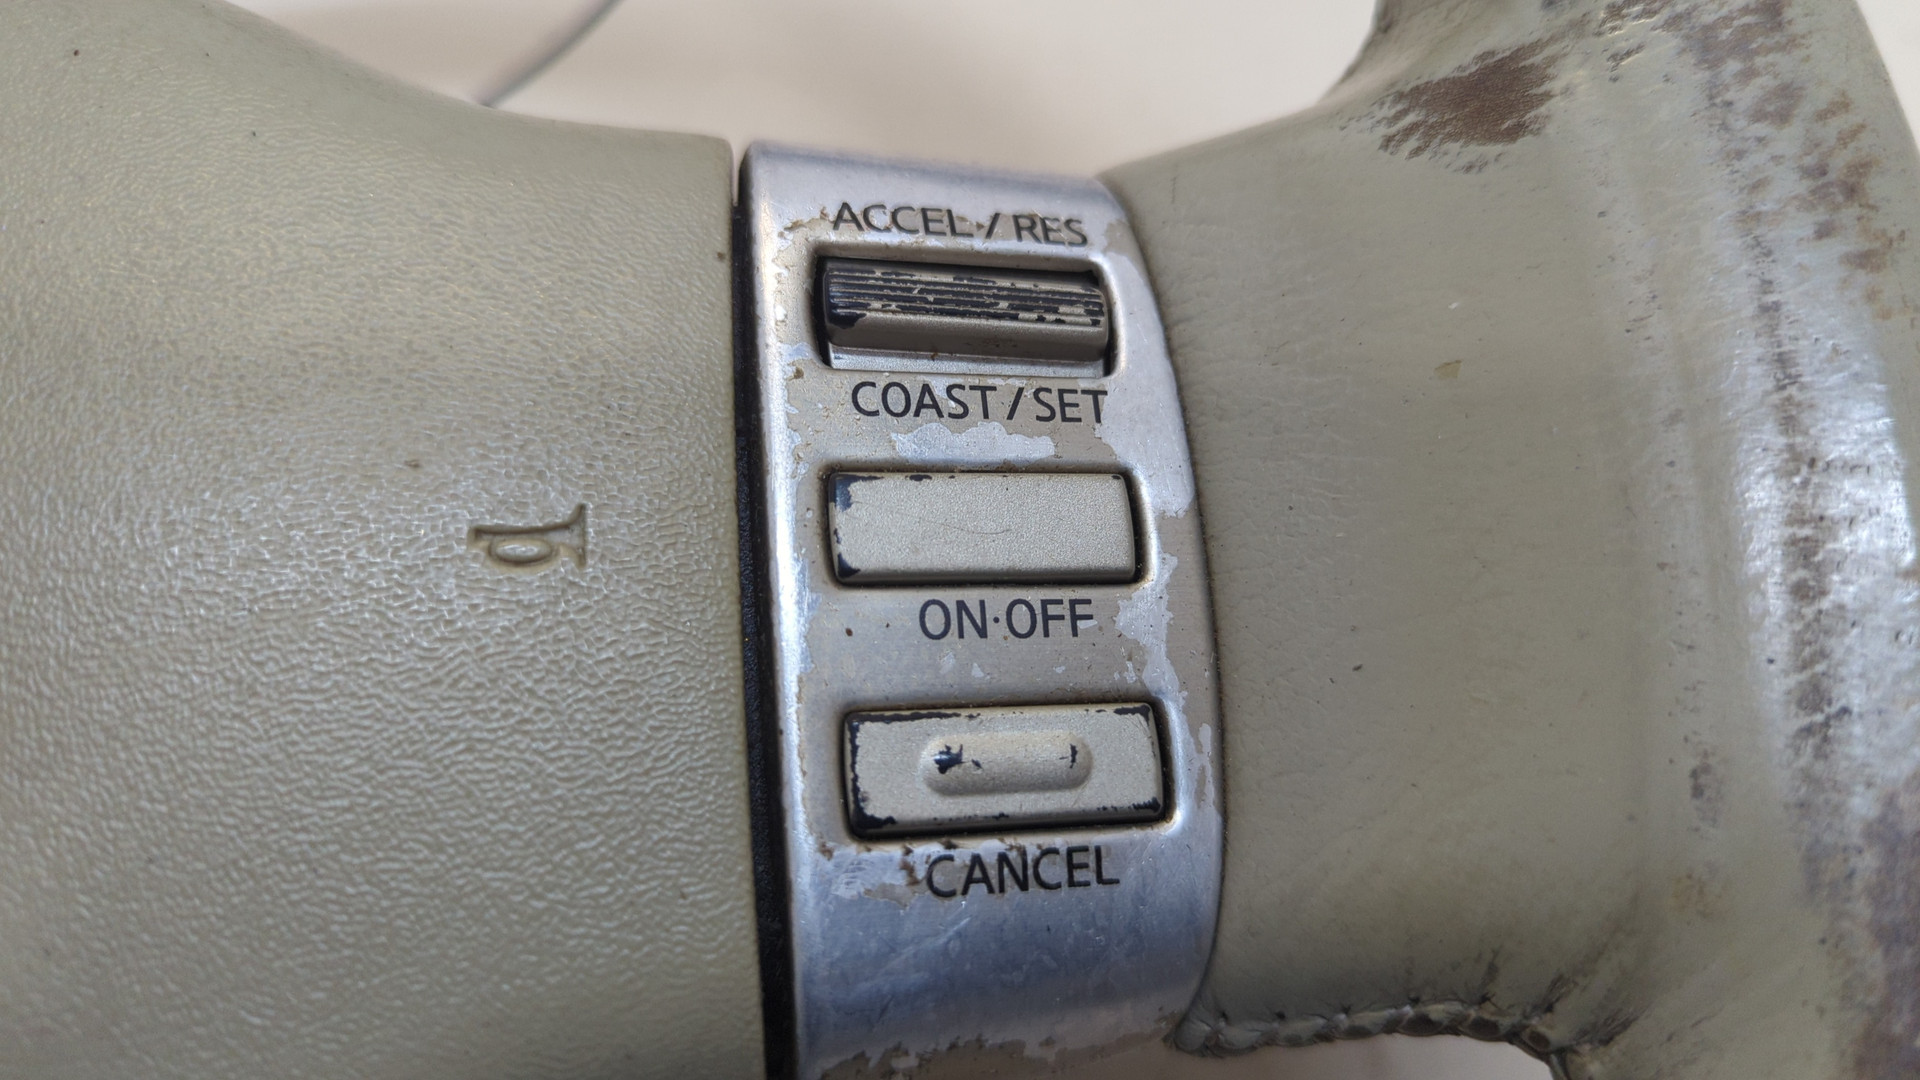 ACCEL / RES
COAST / SET
ON·OFF
CANCEL